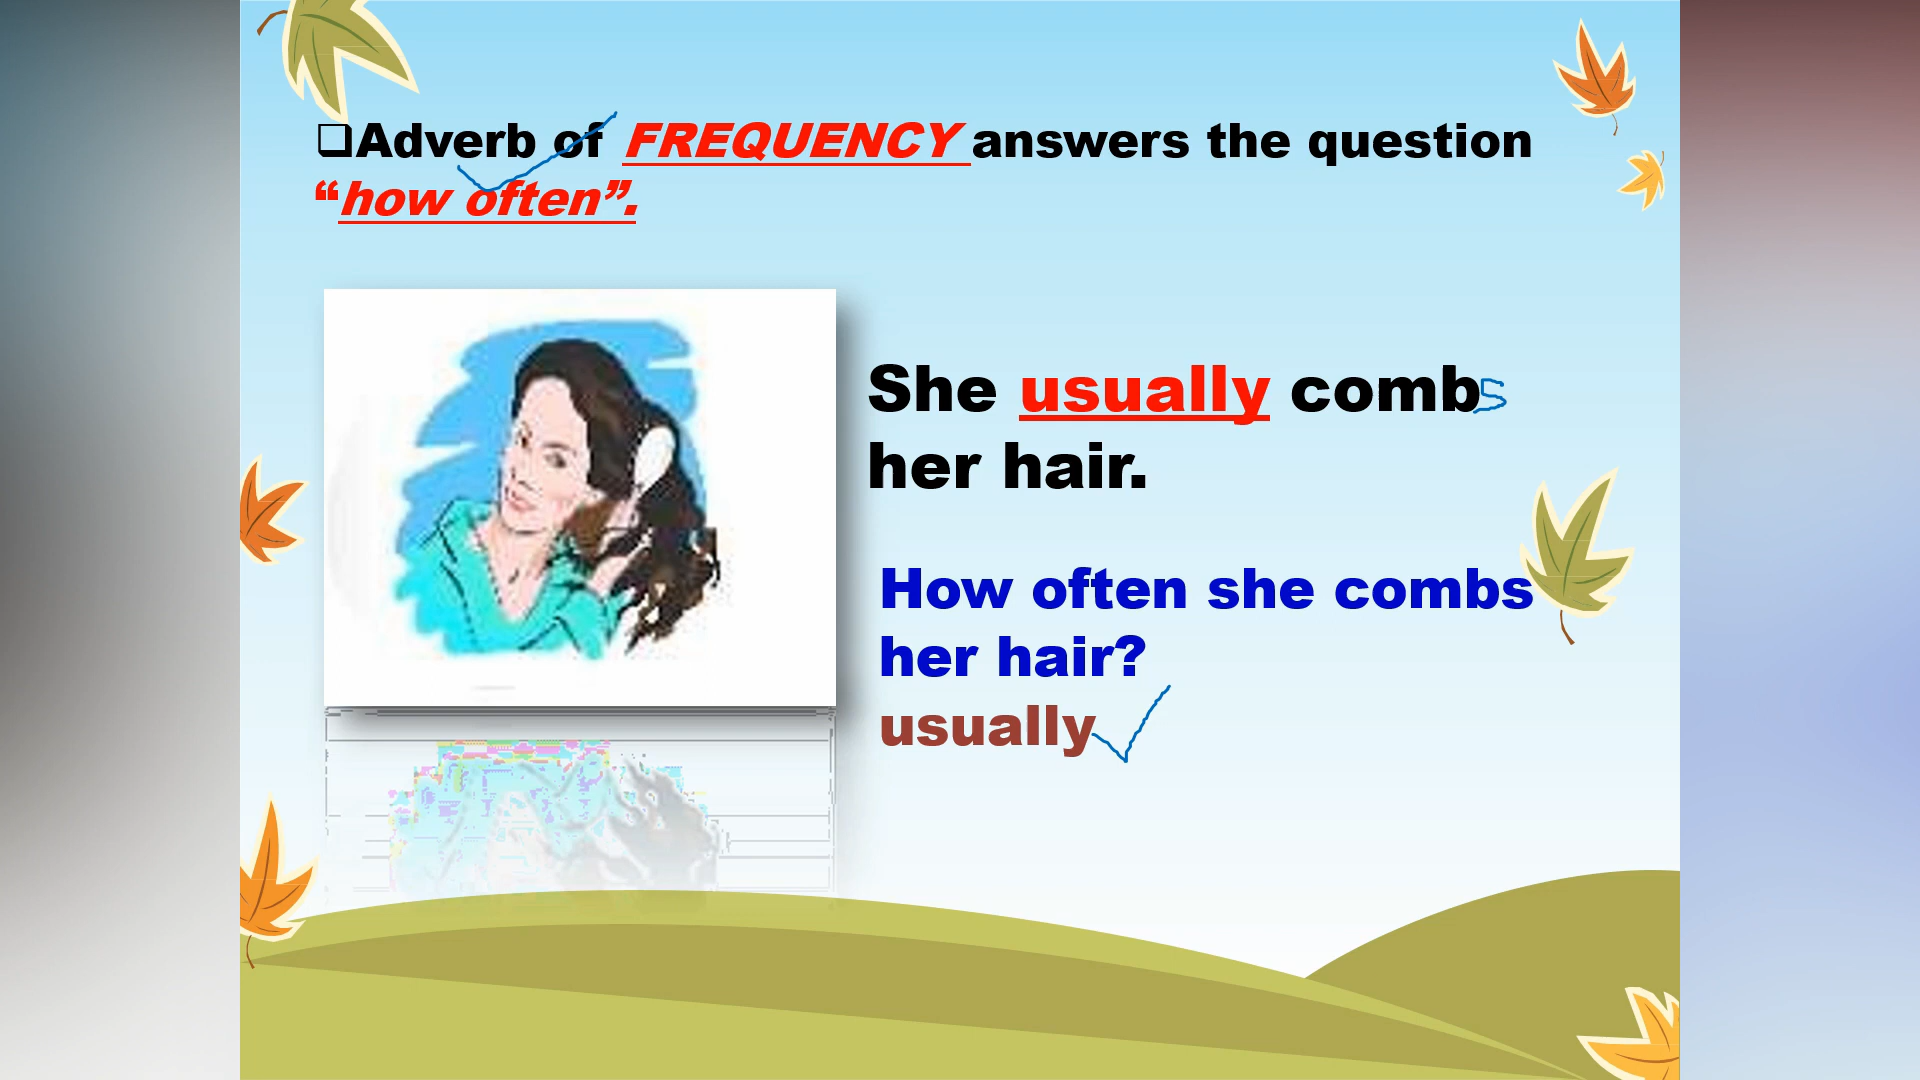 ❑Adverb of FREQUENCY answers the question
“how often”.
She usually combs
her hair.
How often she combs
her hair?
usually